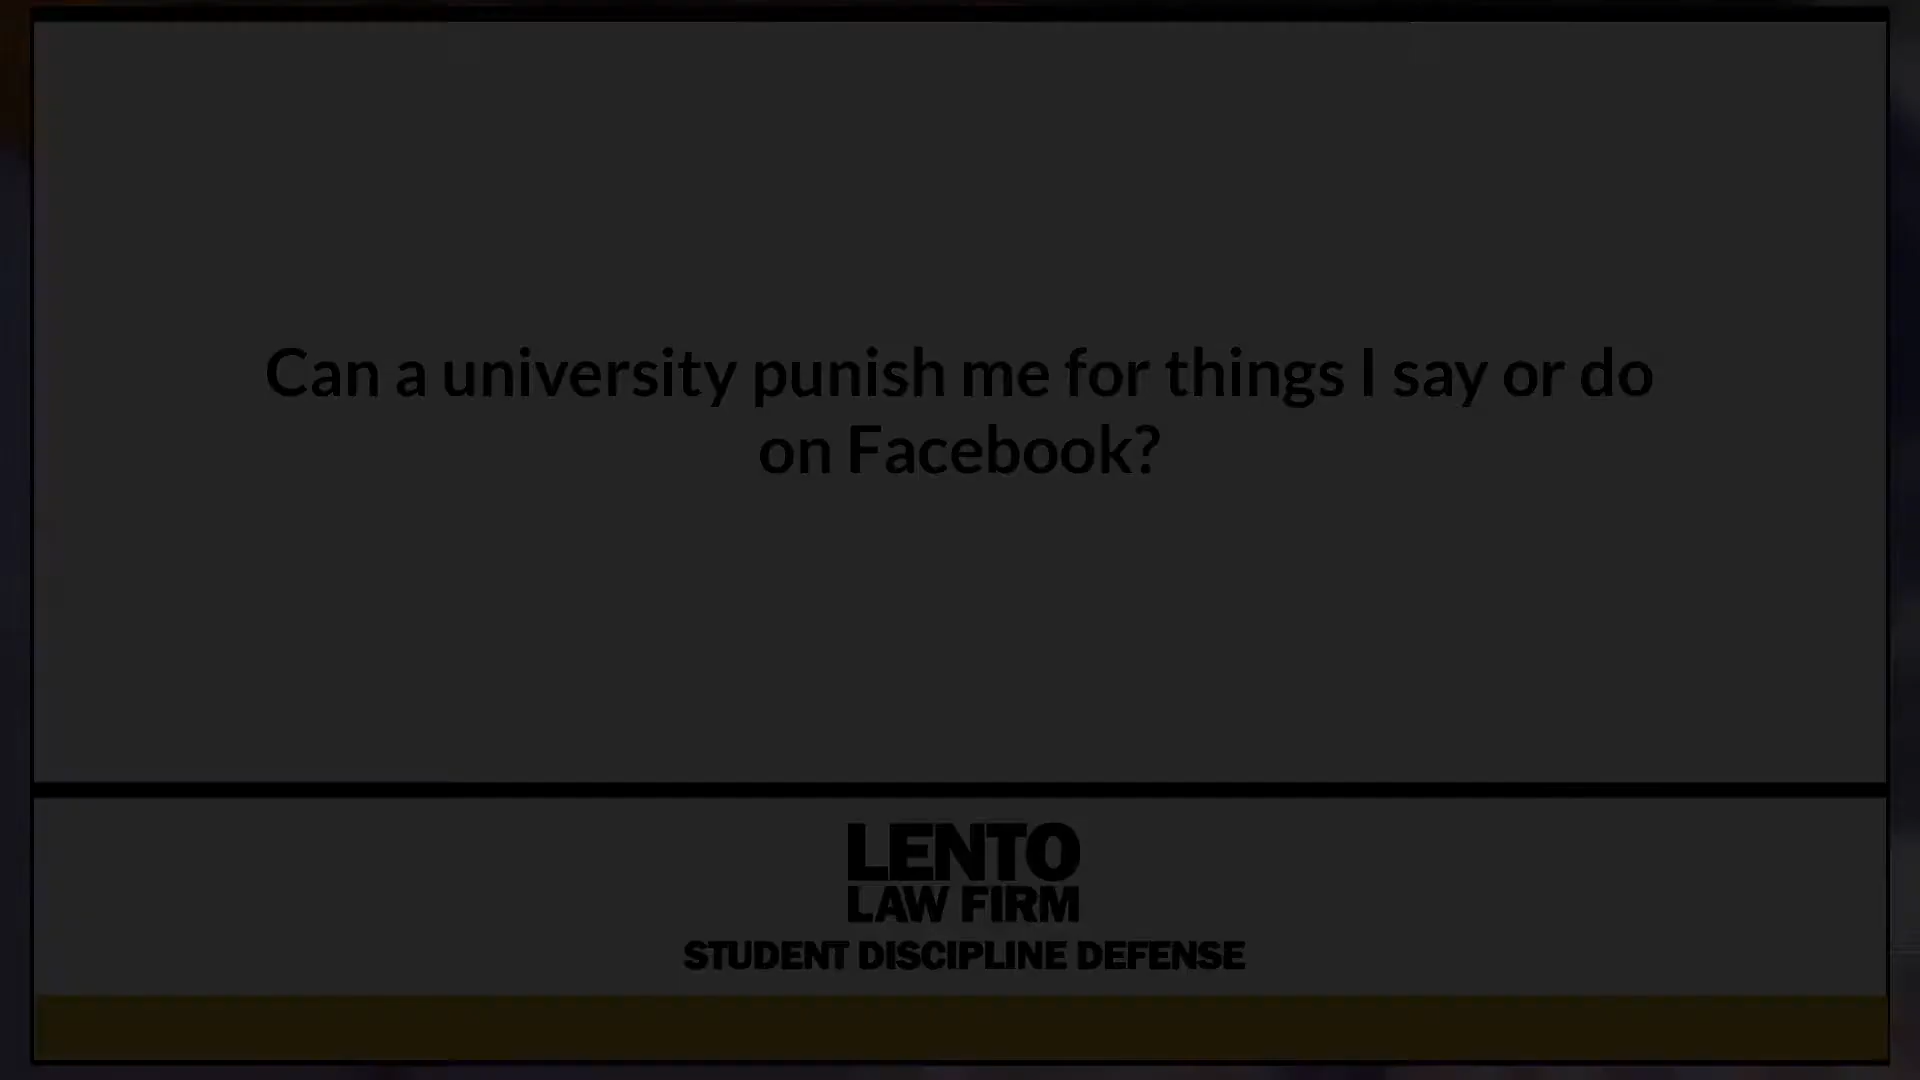 Can a university punish me for things I say or do
on Facebook?
LENTO
LAW FIRM
STUDENT DISCIPLINE DEFENSE